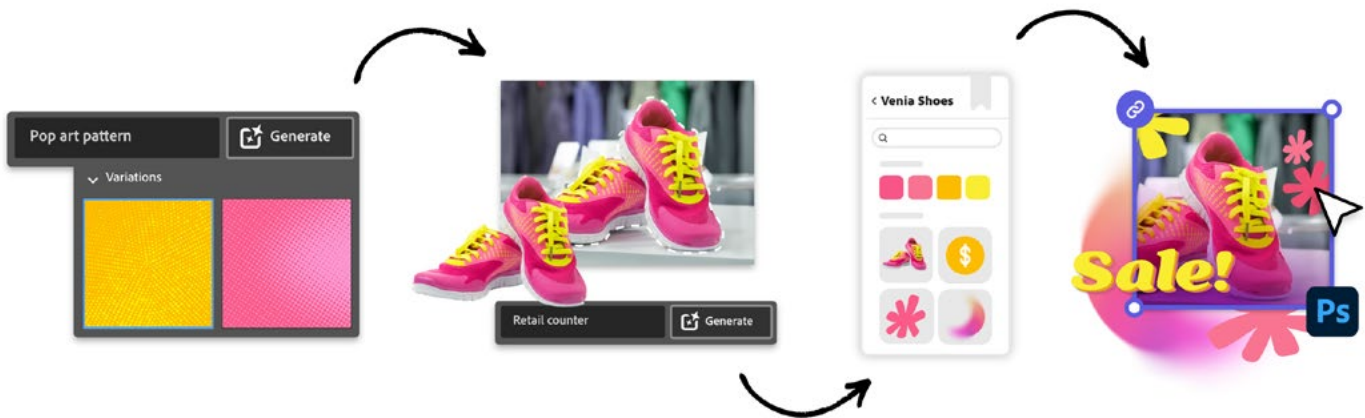 Pop art pattern
Generate
Variations
Retail counter
Generate
< Venia Shoes
$
Sale!
Ps